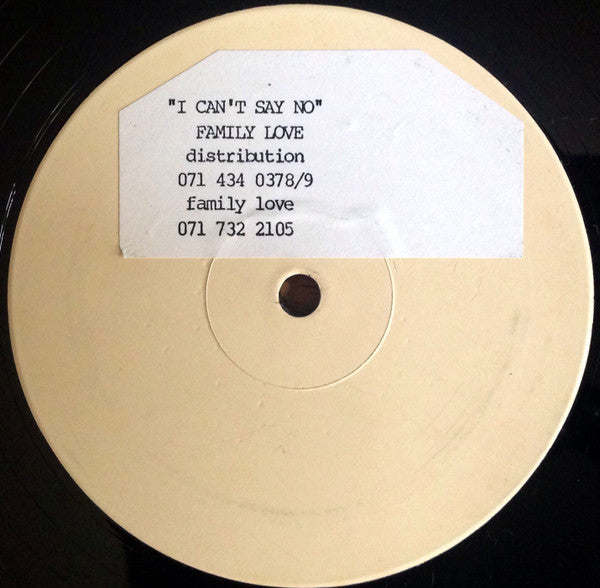 "I CAN'T SAY NO"
FAMILY LOVE
distribution
071 434 0378/9
family love
071 732 2105